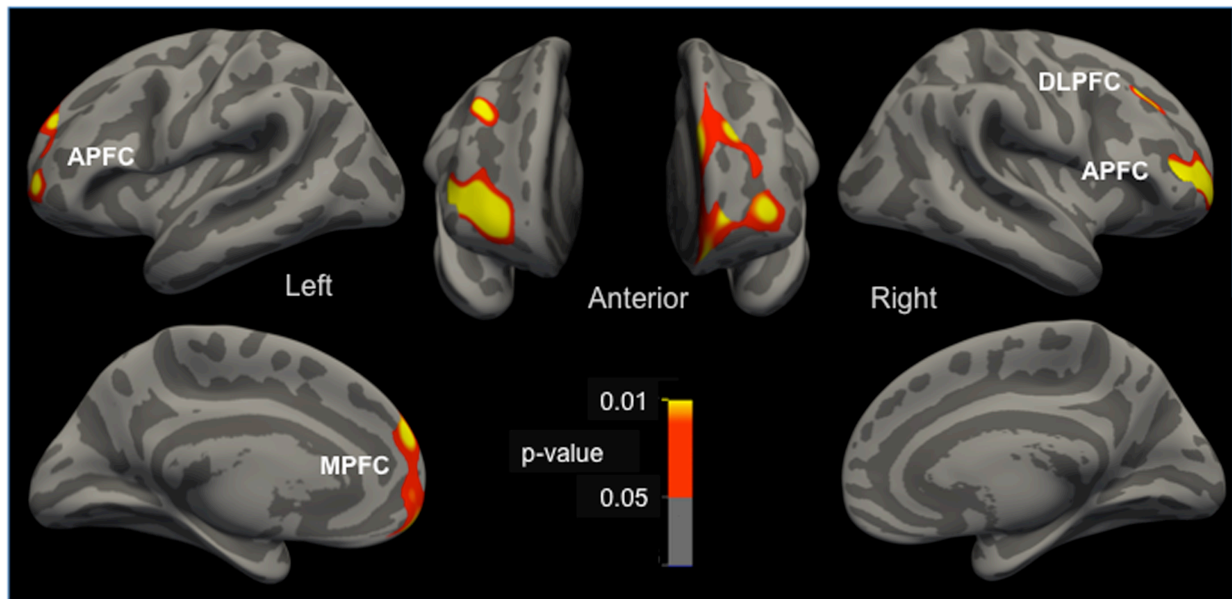 DLPFC
APFC
APFC
Left
Anterior
Right
MPFC
0.01
p-value
0.05